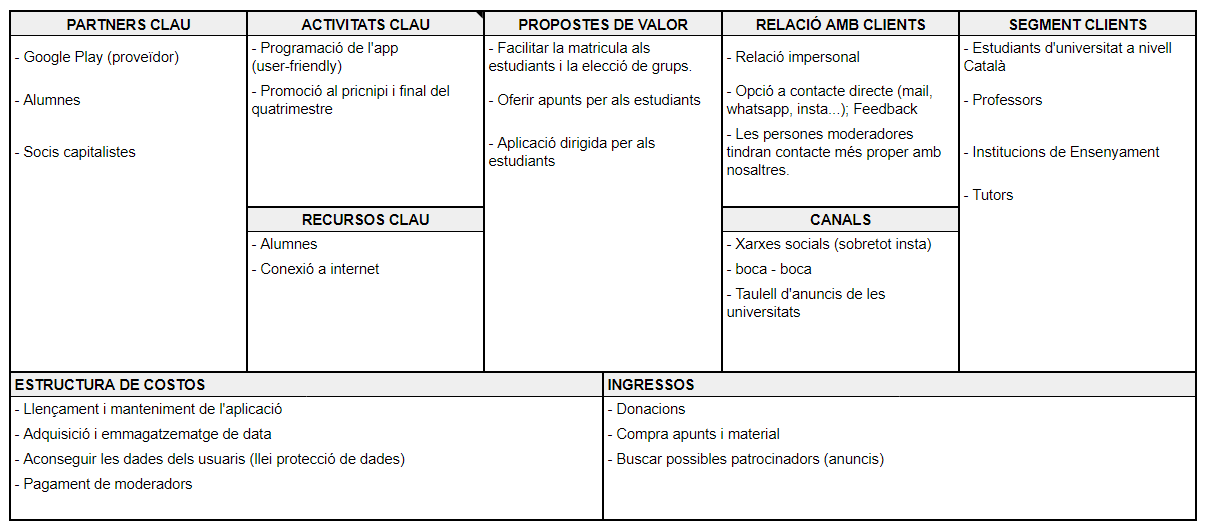 PARTNERS CLAU
- Google Play (proveïdor)
- Alumnes
- Socis capitalistes
ACTIVITATS CLAU
- Programació de l'app
(user-friendly)
- Promoció al pricnipi i final del
quatrimestre
RECURSOS CLAU
- Alumnes
- Conexió a internet
PROPOSTES DE VALOR
- Facilitar la matricula als
estudiants i la elecció de grups.
- Oferir apunts per als estudiants
- Aplicació dirigida per als
estudiants
RELACIÓ AMB CLIENTS
- Relació impersonal
- Opció a contacte directe (mail,
whatsapp, insta...); Feedback
- Les persones moderadores
tindran contacte més proper amb
nosaltres.
CANALS
- Xarxes socials (sobretot insta)
- boca - boca
- Taulell d'anuncis de les
universitats
SEGMENT CLIENTS
- Estudiants d'universitat a nivell
Català
- Professors
- Institucions de Ensenyament
- Tutors
ESTRUCTURA DE COSTOS
- Llençament i manteniment de l'aplicació
- Adquisició i emmagatzematge de data
- Aconseguir les dades dels usuaris (llei protecció de dades)
- Pagament de moderadors
INGRESSOS
- Donacions
- Compra apunts i material
- Buscar possibles patrocinadors (anuncis)